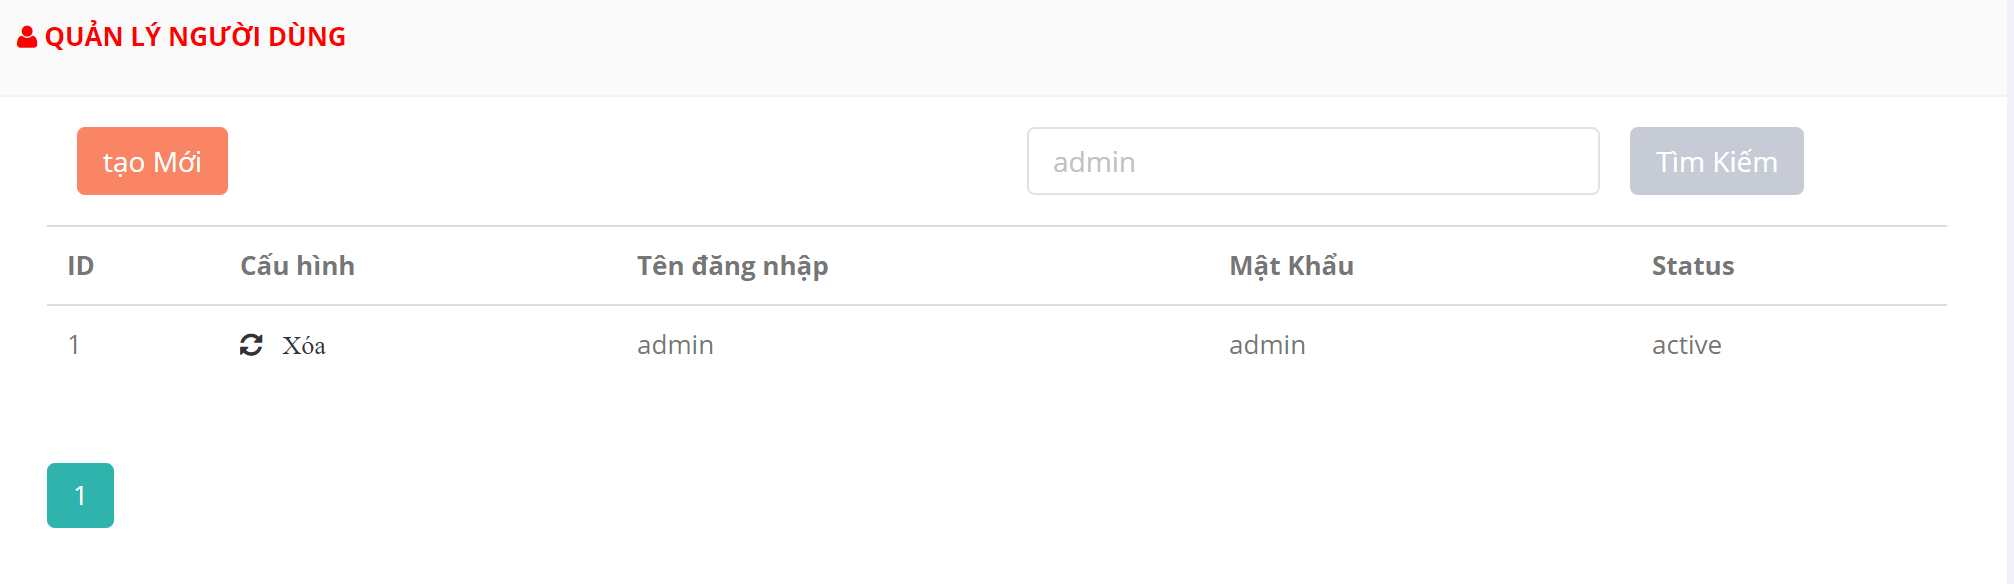 QUẢN LÝ NGƯỜI DÙNG
tạo Mới admin Tìm Kiếm
ID Cấu hình Tên đăng nhập Mật Khẩu Status
1 Xóa admin admin active
1